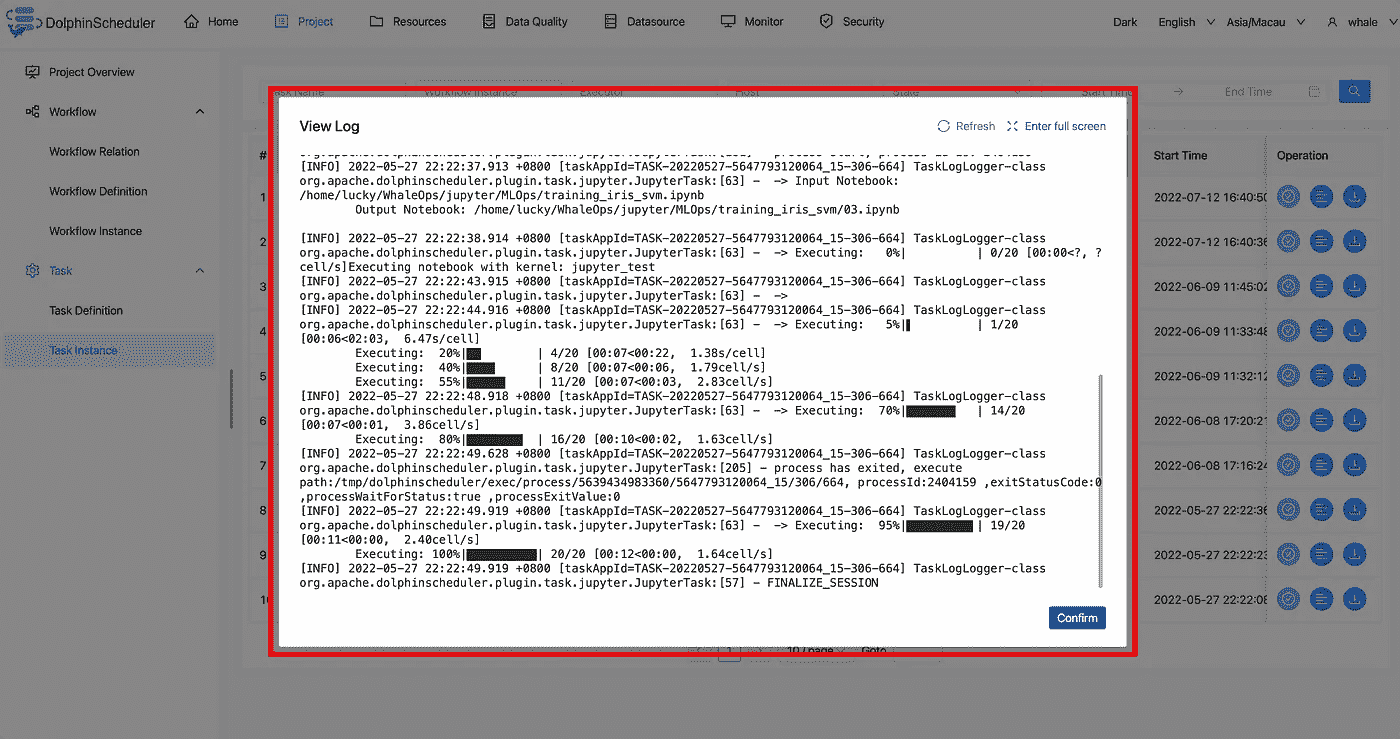 DolphinScheduler
Home
Project
Resources
Data Quality
Datasource
Monitor
Security
Dark
English
Asia/Macau
whale
Project Overview
Workflow
Workflow Relation
Workflow Definition
Workflow Instance
Task
Task Definition
Task Instance
Task Name
Workflow Instance
Executor
Host
State
Start Time
End Time
View Log
Refresh
Enter full screen
[INFO] 2022-05-27 22:22:37.913 +0800 [taskAppId=TASK-20220527-5647793120064_15-306-664] TaskLogLogger-class
org.apache.dolphinscheduler.plugin.task.jupyter.JupyterTask:[63] - -> Input Notebook:
/home/lucky/WhaleOps/jupyter/MLOps/training_iris_svm.ipynb
Output Notebook: /home/lucky/WhaleOps/jupyter/MLOps/training_iris_svm/03.ipynb
[INFO] 2022-05-27 22:22:38.914 +0800 [taskAppId=TASK-20220527-5647793120064_15-306-664] TaskLogLogger-class
org.apache.dolphinscheduler.plugin.task.jupyter.JupyterTask:[63] - -> Executing: 0%| | 0/20 [00:00<?, ?
cell/s]Executing notebook with kernel: jupyter_test
[INFO] 2022-05-27 22:22:43.915 +0800 [taskAppId=TASK-20220527-5647793120064_15-306-664] TaskLogLogger-class
org.apache.dolphinscheduler.plugin.task.jupyter.JupyterTask:[63] - ->
[INFO] 2022-05-27 22:22:44.916 +0800 [taskAppId=TASK-20220527-5647793120064_15-306-664] TaskLogLogger-class
org.apache.dolphinscheduler.plugin.task.jupyter.JupyterTask:[63] - -> Executing: 5%|▌ | 1/20
[00:06<02:03, 6.47s/cell]
Executing: 20%|██ | 4/20 [00:07<00:22, 1.38s/cell]
Executing: 40%|████ | 8/20 [00:07<00:06, 1.79cell/s]
Executing: 55%|█████▌ | 11/20 [00:07<00:03, 2.83cell/s]
[INFO] 2022-05-27 22:22:48.918 +0800 [taskAppId=TASK-20220527-5647793120064_15-306-664] TaskLogLogger-class
org.apache.dolphinscheduler.plugin.task.jupyter.JupyterTask:[63] - -> Executing: 70%|███████ | 14/20
[00:07<00:01, 3.86cell/s]
Executing: 80%|████████ | 16/20 [00:10<00:02, 1.63cell/s]
[INFO] 2022-05-27 22:22:49.628 +0800 [taskAppId=TASK-20220527-5647793120064_15-306-664] TaskLogLogger-class
org.apache.dolphinscheduler.plugin.task.jupyter.JupyterTask:[205] - process has exited, execute
path:/tmp/dolphinscheduler/exec/process/5639434983360/5647793120064_15/306/664, processId:2404159 ,exitStatusCode:0
,processWaitForStatus:true ,processExitValue:0
[INFO] 2022-05-27 22:22:49.919 +0800 [taskAppId=TASK-20220527-5647793120064_15-306-664] TaskLogLogger-class
org.apache.dolphinscheduler.plugin.task.jupyter.JupyterTask:[63] - -> Executing: 95%|█████████▌| 19/20
[00:11<00:00, 2.40cell/s]
Executing: 100%|██████████| 20/20 [00:12<00:00, 1.64cell/s]
[INFO] 2022-05-27 22:22:49.919 +0800 [taskAppId=TASK-20220527-5647793120064_15-306-664] TaskLogLogger-class
org.apache.dolphinscheduler.plugin.task.jupyter.JupyterTask:[57] - FINALIZE_SESSION
Confirm
#
Start Time
Operation
1
2022-07-12 16:40:50
2
2022-07-12 16:40:36
3
2022-06-09 11:45:02
4
2022-06-09 11:33:48
5
2022-06-09 11:32:12
6
2022-06-08 17:20:21
7
2022-06-08 17:16:24
8
2022-05-27 22:22:36
9
2022-05-27 22:22:23
2022-05-27 22:22:08
1
10 / page
Goto